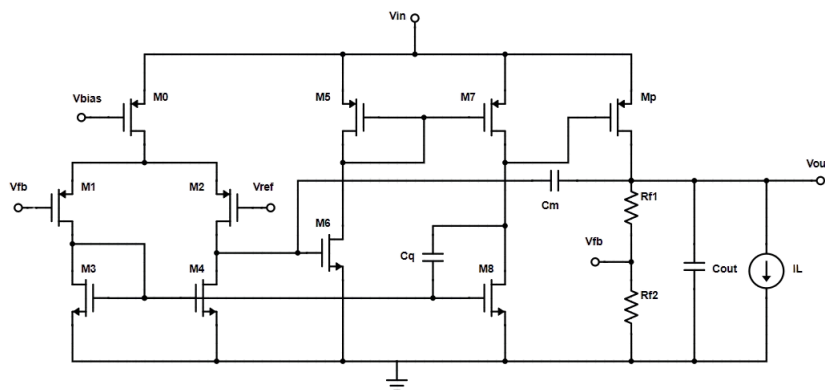 Vin
M0
M5
M7
Mp
Vbias
Vfb
M1
M2
Vref
Vou
Cm
Rf1
M6
Cq
Vfb
Cout
IL
M3
M4
M8
Rf2